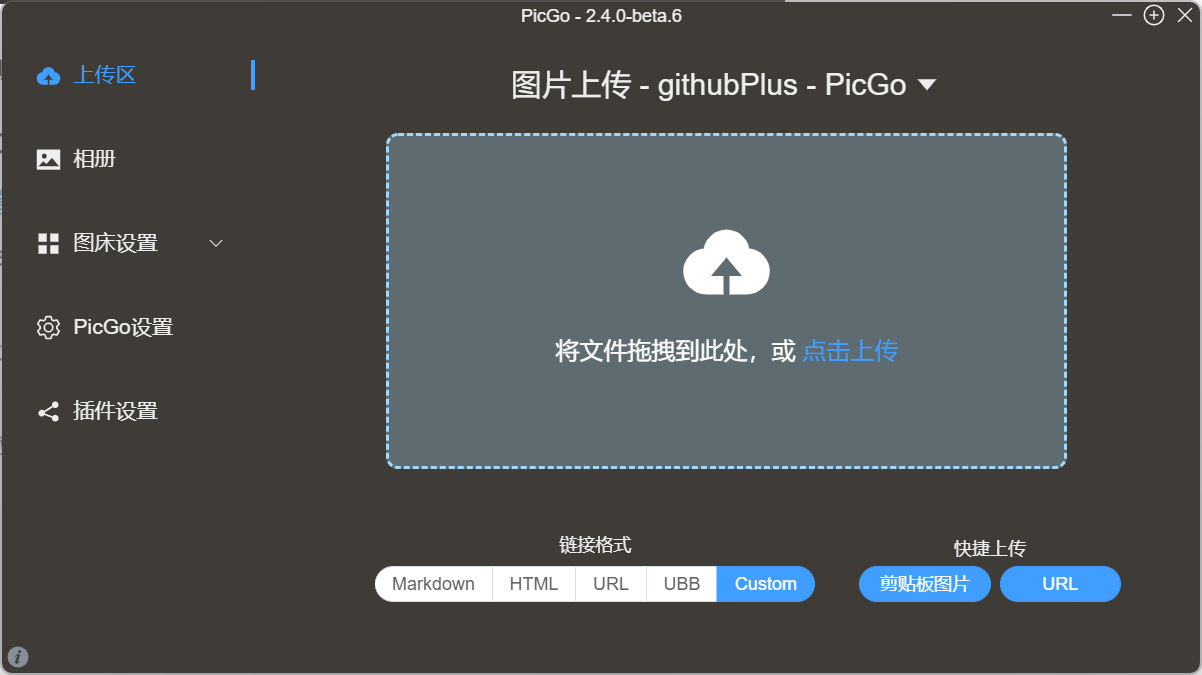 PicGo - 2.4.0-beta.6
上传区
图片上传 - githubPlus - PicGo
相册
图床设置
PicGo设置
插件设置
将文件拖拽到此处，或 点击上传
链接格式
快捷上传
Markdown HTML URL UBB Custom
剪贴板图片 URL